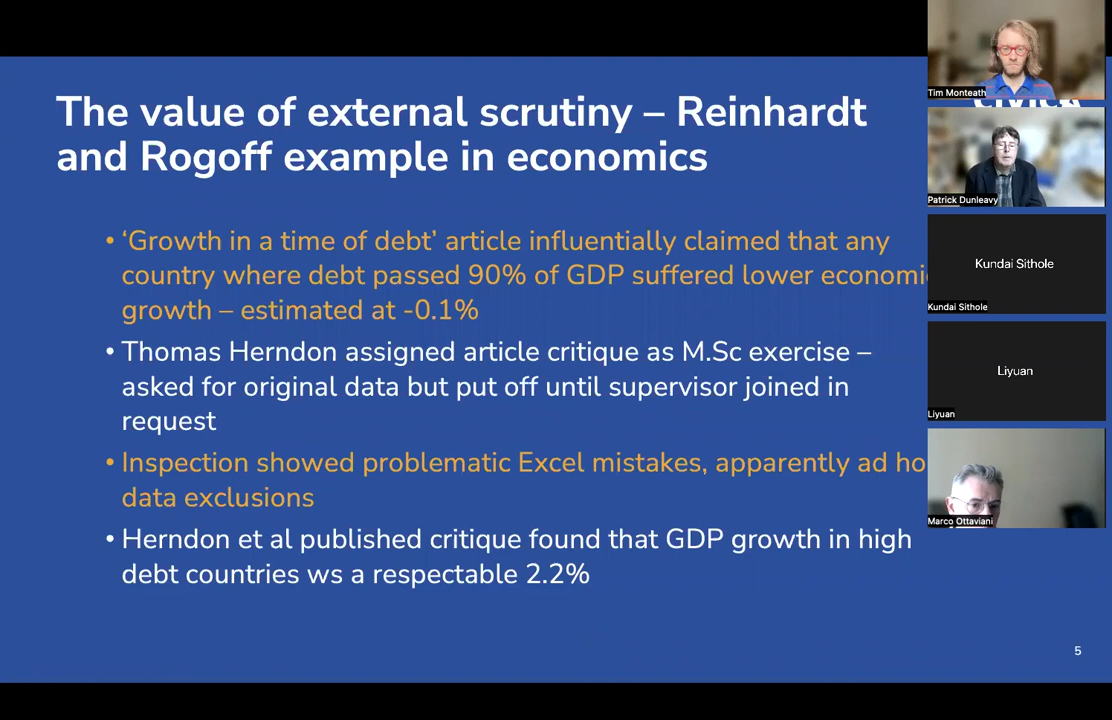 The value of external scrutiny – Reinhardt
and Rogoff example in economics
• ‘Growth in a time of debt’ article influentially claimed that any
country where debt passed 90% of GDP suffered lower economi
growth – estimated at -0.1%
• Thomas Herndon assigned article critique as M.Sc exercise –
asked for original data but put off until supervisor joined in
request
• Inspection showed problematic Excel mistakes, apparently ad ho
data exclusions
• Herndon et al published critique found that GDP growth in high
debt countries ws a respectable 2.2%
5
Tim Monteath
civica
Patrick Dunleavy
Kundai Sithole
Kundai Sithole
Liyuan
Liyuan
Marco Ottaviani